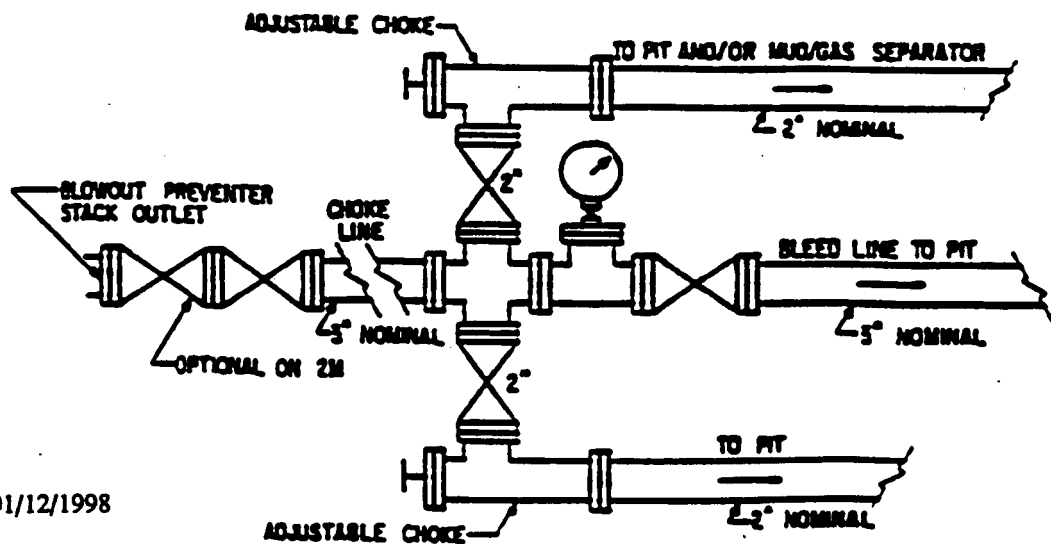 ADJUSTABLE CHOKE
TO PIT AND/OR MUD/GAS SEPARATOR
2" NOMINAL
2"
BLOWOUT PREVENTER
STACK OUTLET
CHOKE
LINE
BLEED LINE TO PIT
3" NOMINAL
3" NOMINAL
OPTIONAL ON 2M
2"
TO PIT
2" NOMINAL
01/12/1998
ADJUSTABLE CHOKE